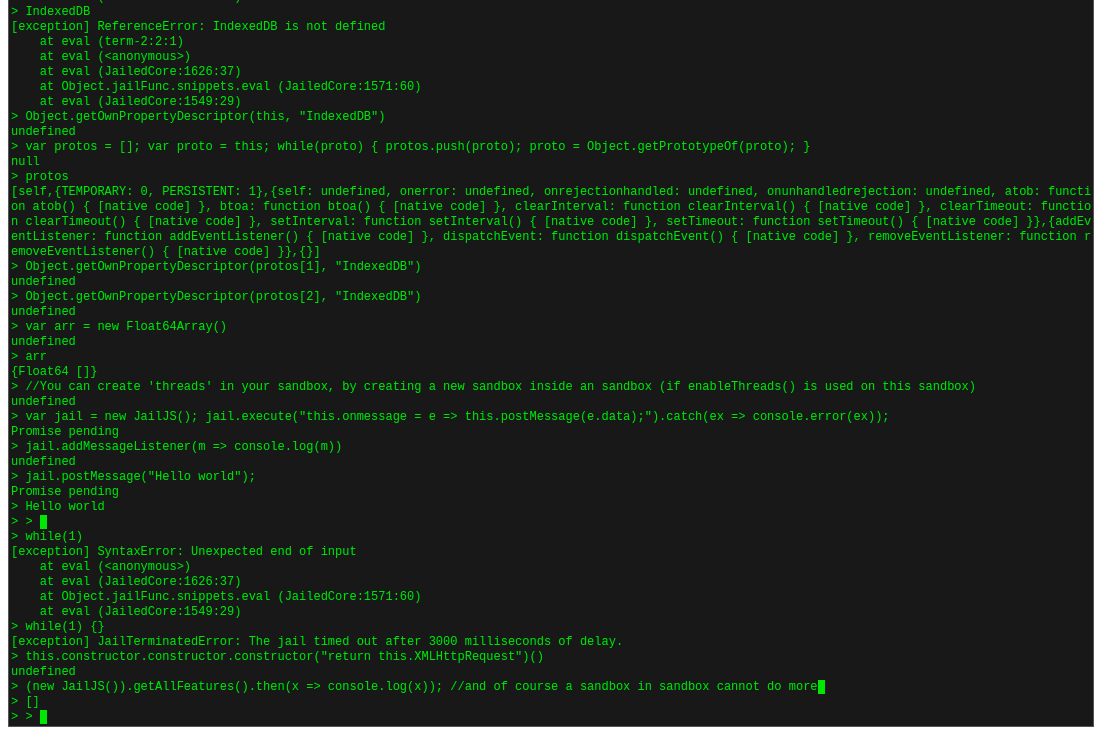 > IndexedDB
[exception] ReferenceError: IndexedDB is not defined
    at eval (term-2:2:1)
    at eval (<anonymous>)
    at eval (JailedCore:1626:37)
    at Object.jailFunc.snippets.eval (JailedCore:1571:60)
    at eval (JailedCore:1549:29)
> Object.getOwnPropertyDescriptor(this, "IndexedDB")
undefined
> var protos = []; var proto = this; while(proto) { protos.push(proto); proto = Object.getPrototypeOf(proto); }
null
> protos
[self,{TEMPORARY: 0, PERSISTENT: 1},{self: undefined, onerror: undefined, onrejectionhandled: undefined, onunhandledrejection: undefined, atob: functi
on atob() { [native code] }, btoa: function btoa() { [native code] }, clearInterval: function clearInterval() { [native code] }, clearTimeout: functio
n clearTimeout() { [native code] }, setInterval: function setInterval() { [native code] }, setTimeout: function setTimeout() { [native code] }},{addEv
entListener: function addEventListener() { [native code] }, dispatchEvent: function dispatchEvent() { [native code] }, removeEventListener: function r
emoveEventListener() { [native code] }},{}]
> Object.getOwnPropertyDescriptor(protos[1], "IndexedDB")
undefined
> Object.getOwnPropertyDescriptor(protos[2], "IndexedDB")
undefined
> var arr = new Float64Array()
undefined
> arr
{Float64 []}
> //You can create 'threads' in your sandbox, by creating a new sandbox inside an sandbox (if enableThreads() is used on this sandbox)
undefined
> var jail = new JailJS(); jail.execute("this.onmessage = e => this.postMessage(e.data);").catch(ex => console.error(ex));
Promise pending
> jail.addMessageListener(m => console.log(m))
undefined
> jail.postMessage("Hello world");
Promise pending
> Hello world
> >
> while(1)
[exception] SyntaxError: Unexpected end of input
    at eval (<anonymous>)
    at eval (JailedCore:1626:37)
    at Object.jailFunc.snippets.eval (JailedCore:1571:60)
    at eval (JailedCore:1549:29)
> while(1) {}
[exception] JailTerminatedError: The jail timed out after 3000 milliseconds of delay.
> this.constructor.constructor.constructor("return this.XMLHttpRequest")()
undefined
> (new JailJS()).getAllFeatures().then(x => console.log(x)); //and of course a sandbox in sandbox cannot do more
> []
> >